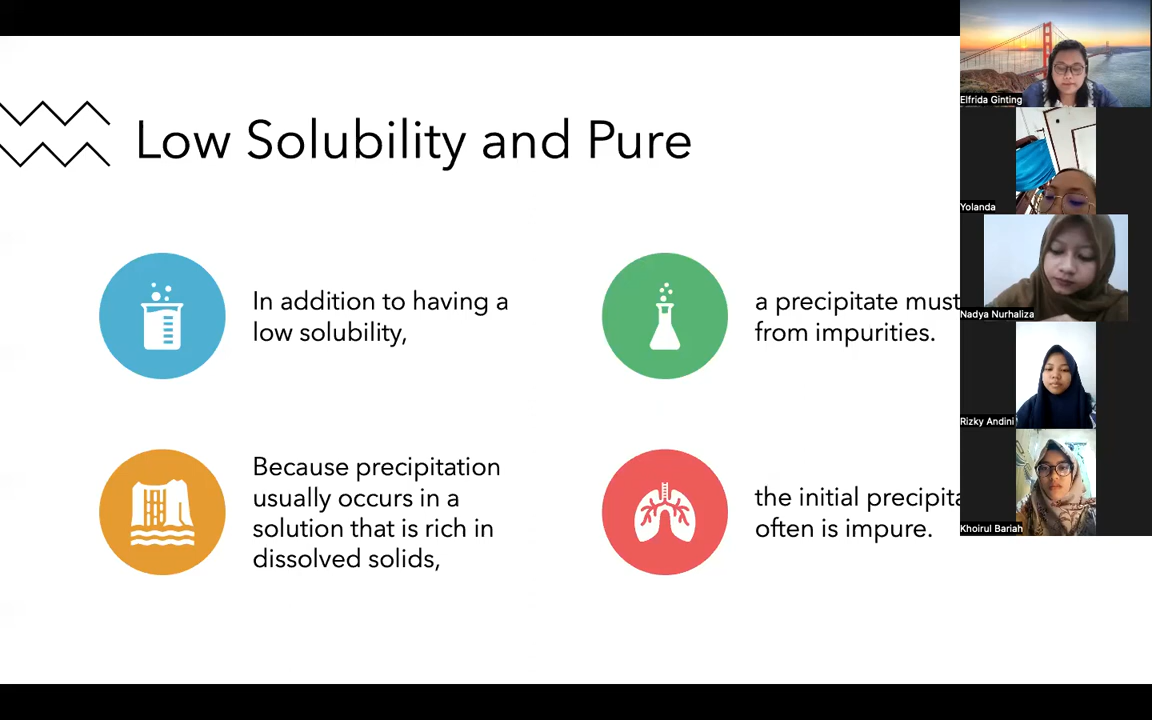 Low Solubility and Pure
In addition to having a
low solubility,
a precipitate must
from impurities.
Because precipitation
usually occurs in a
solution that is rich in
dissolved solids,
the initial precipita
often is impure.
Elfrida Ginting
Yolanda
Nadya Nurhaliza
Rizky Andini
Khoirul Bariah